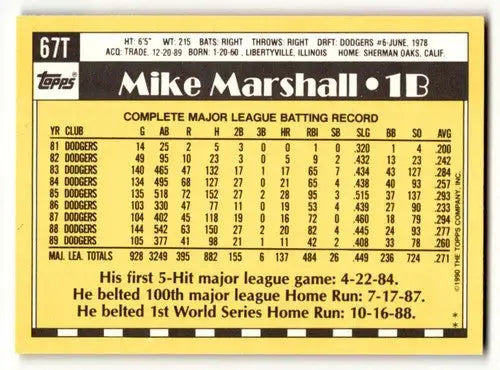 67T
HT: 6'5" WT: 215 BATS: RIGHT THROWS: RIGHT DRFT: DODGERS #6-JUNE, 1978
ACQ: TRADE, 12-20-89 BORN: 1-20-60, LIBERTYVILLE, ILLINOIS HOME: SHERMAN OAKS, CALIF.
Topps®
Mike Marshall • 1B
COMPLETE MAJOR LEAGUE BATTING RECORD
YR CLUB G AB R H 2B 3B HR RBI SB SLG BB SO AVG
81 DODGERS 14 25 2 5 3 0 0 1 0 .320 1 4 .200
82 DODGERS 49 95 10 23 3 0 5 9 2 .432 13 23 .242
83 DODGERS 140 465 47 132 17 1 17 65 7 .434 43 127 .284
84 DODGERS 134 495 68 127 27 0 21 65 4 .438 40 93 .257
85 DODGERS 135 518 72 152 27 2 28 95 3 .515 37 137 .293
86 DODGERS 103 330 47 77 11 0 19 53 4 .439 27 90 .233
87 DODGERS 104 402 45 118 19 0 16 72 0 .460 18 79 .294
88 DODGERS 144 542 63 150 27 2 20 82 4 .445 24 93 .277
89 DODGERS 105 377 41 98 21 1 11 42 2 .408 33 78 .260
MAJ. LEA. TOTALS 928 3249 395 882 155 6 137 484 26 .449 236 724 .271
His first 5-Hit major league game: 4-22-84.
He belted 100th major league Home Run: 7-17-87.
He belted 1st World Series Home Run: 10-16-88.
©1990 THE TOPPS COMPANY, INC.
* *